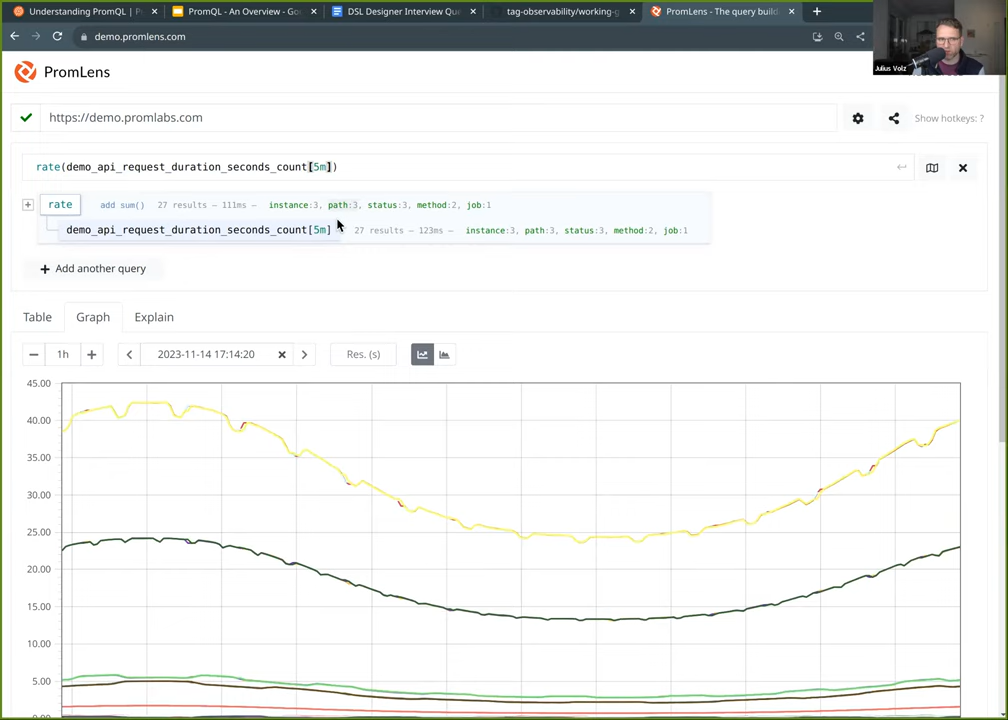 Understanding PromQL | P
PromQL - An Overview - Go
DSL Designer Interview Que
tag-observability/working-g
PromLens - The query build
demo.promlens.com
Julius Volz
PromLens
https://demo.promlabs.com
Show hotkeys: ?
rate(demo_api_request_duration_seconds_count[5m])
rate add sum() 27 results – 111ms – instance:3, path:3, status:3, method:2, job:1
demo_api_request_duration_seconds_count[5m] 27 results – 123ms – instance:3, path:3, status:3, method:2, job:1
+ Add another query
Table Graph Explain
1h 2023-11-14 17:14:20 Res. (s)
45.00
40.00
35.00
30.00
25.00
20.00
15.00
10.00
5.00
0.00